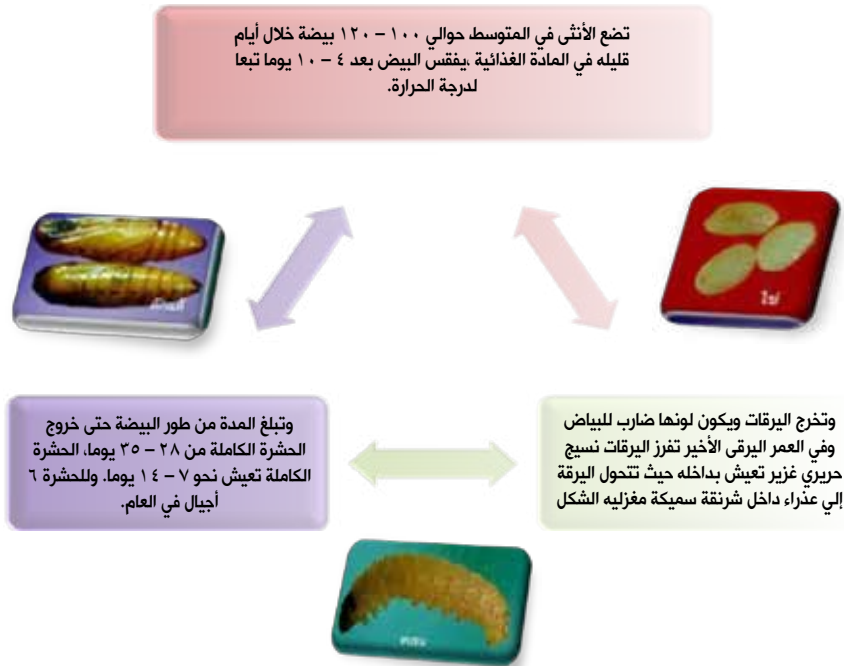 تضع الأنثى في المتوسط حوالي ١٠٠ – ١٢٠ بيضة خلال أيام
قليله في المادة الغذائية ،يفقس البيض بعد ٤ – ١٠ يوما تبعا
لدرجة الحرارة.
ไข่
وتخرج اليرقات ويكون لونها ضارب للبياض
وفي العمر اليرقى الأخير تفرز اليرقات نسيج
حريري غزير تعيش بداخله حيث تتحول اليرقة
إلي عذراء داخل شرنقة سميكة مغزليه الشكل
وتبلغ المدة من طور البيضة حتى خروج
الحشرة الكاملة من ٢٨ – ٣٥ يوما، الحشرة
الكاملة تعيش نحو ٧ – ١٤ يوما. وللحشرة ٦
أجيال في العام.